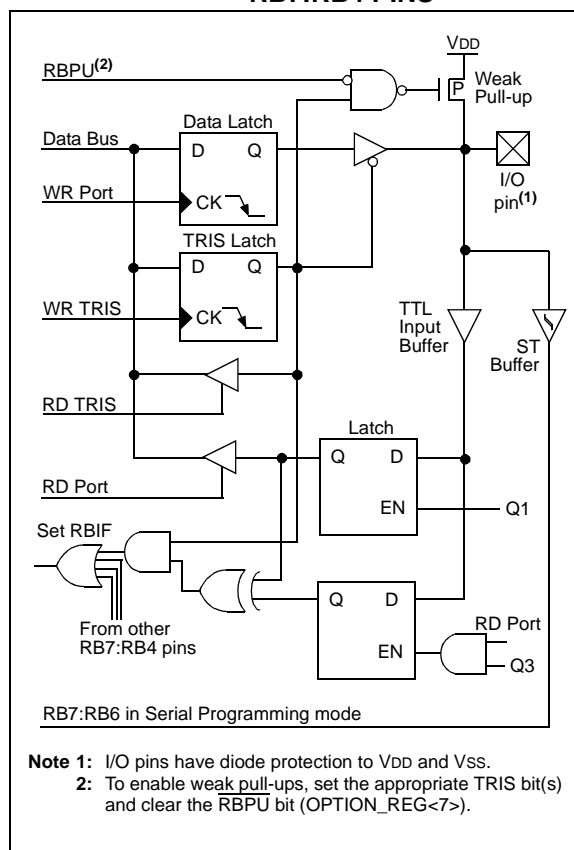 RB7:RB4 PINS
VDD
RBPU(2)
P
Weak
Pull-up
Data Latch
Data Bus
D Q
I/O
pin(1)
WR Port
CK
TRIS Latch
D Q
WR TRIS
CK
TTL
Input
Buffer
ST
Buffer
RD TRIS
Latch
Q D
RD Port
EN
Q1
Set RBIF
Q D
RD Port
From other
RB7:RB4 pins
EN
Q3
RB7:RB6 in Serial Programming mode
Note 1: I/O pins have diode protection to VDD and VSS.
2: To enable weak pull-ups, set the appropriate TRIS bit(s)
and clear the RBPU bit (OPTION_REG<7>).